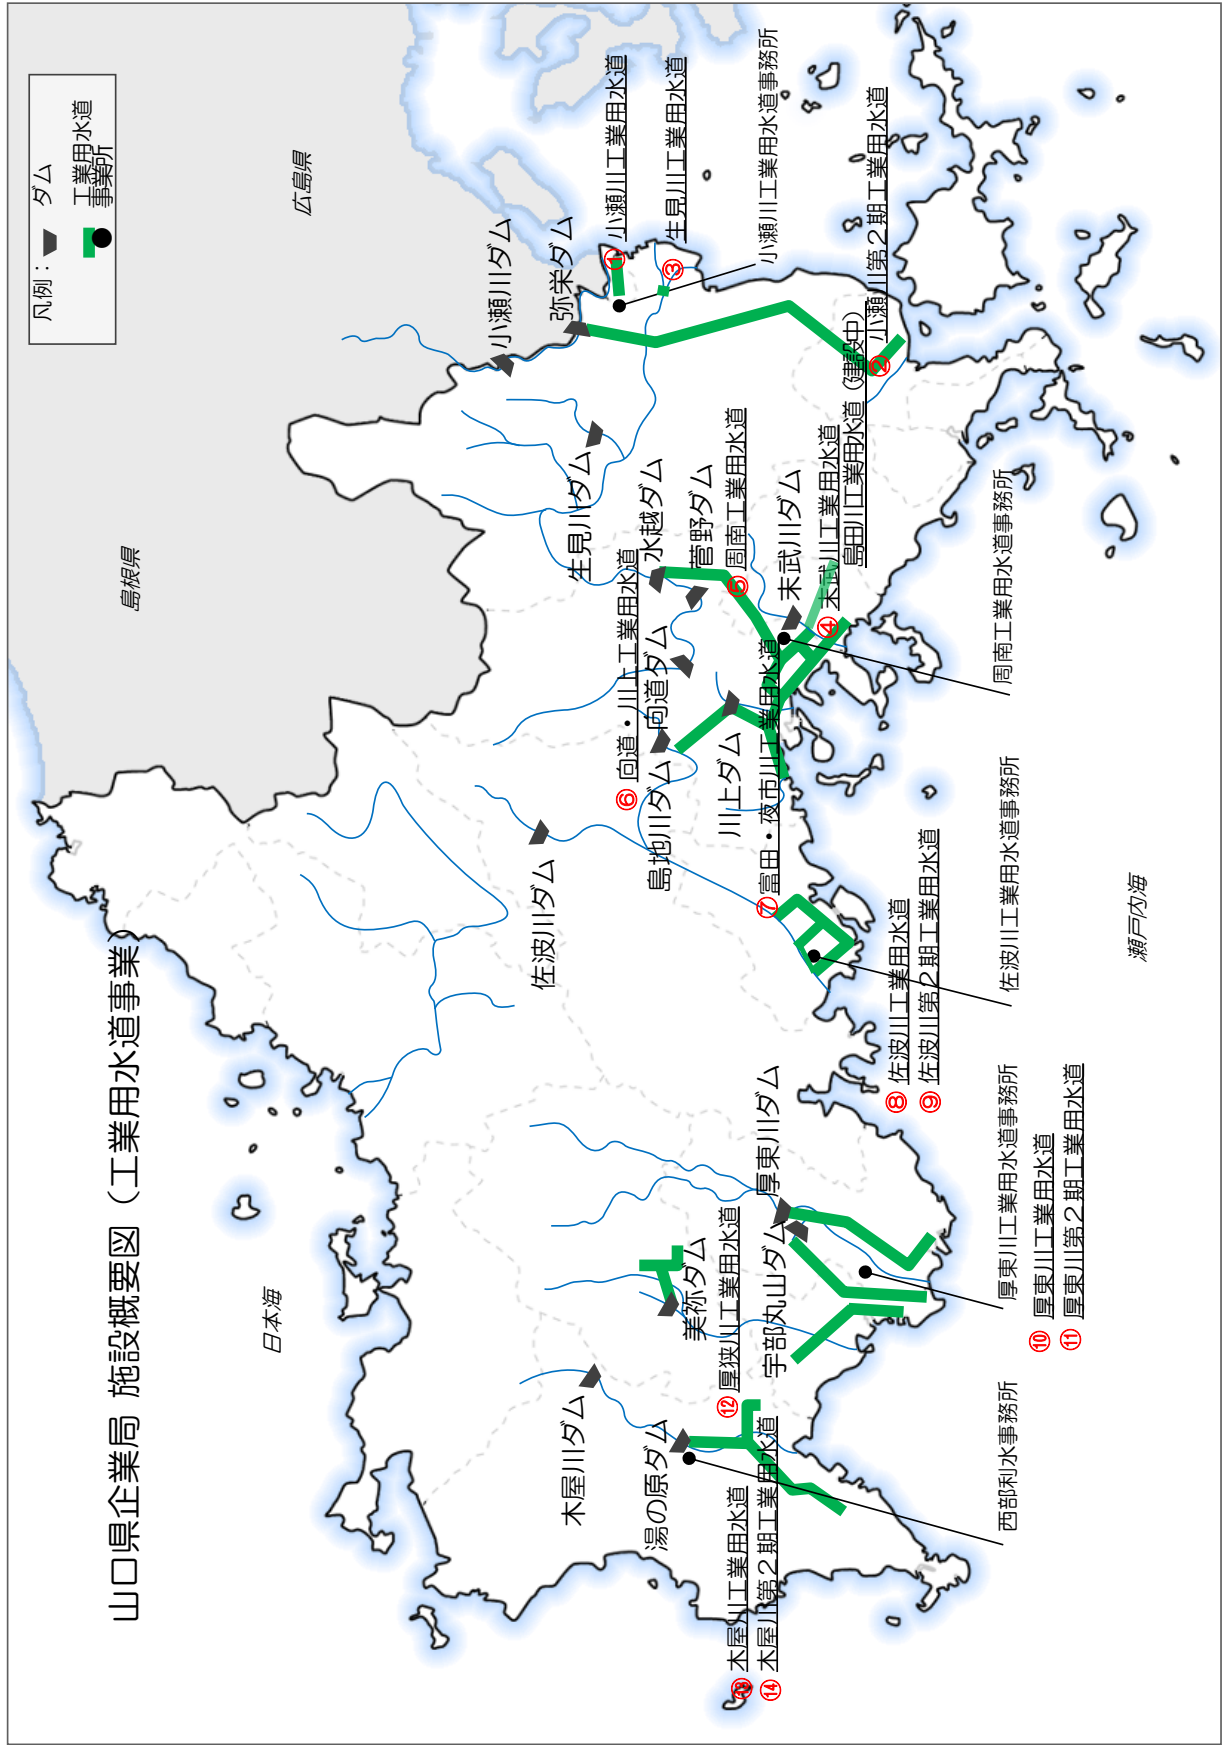 山口県企業局 施設概要図（工業用水道事業）
凡例：
ダム
工業用水道
事業所
島根県
広島県
日本海
瀬戸内海
小瀬川ダム
弥栄ダム
① 小瀬川工業用水道
③ 生見川工業用水道
小瀬川工業用水道事務所
② 小瀬川第２期工業用水道
島田川工業用水道（建設中）
④ 末武川工業用水道
末武川ダム
⑤ 周南工業用水道
菅野ダム
水越ダム
生見川ダム
⑥ 向道・川上工業用水道
向道ダム
島地川ダム
川上ダム
⑦ 富田・夜市川工業用水道
周南工業用水道事務所
佐波川ダム
佐波川工業用水道事務所
⑧ 佐波川工業用水道
⑨ 佐波川第２期工業用水道
厚東川ダム
宇部丸山ダム
厚東川工業用水道事務所
⑩ 厚東川工業用水道
⑪ 厚東川第２期工業用水道
美祢ダム
⑫ 厚狭川工業用水道
木屋川ダム
湯の原ダム
西部利水事務所
⑬ 木屋川工業用水道
⑭ 木屋川第２期工業用水道